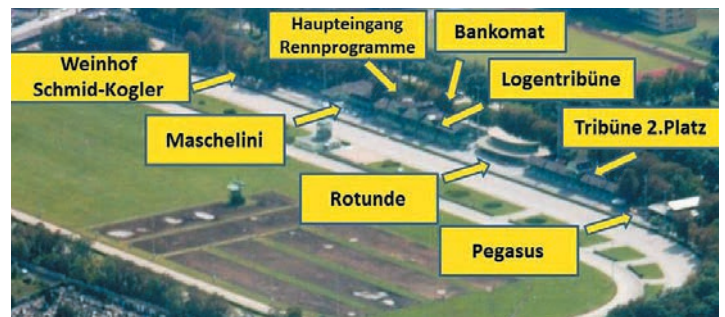 Haupteingang
Rennprogramme
Bankomat
Weinhof
Schmid-Kogler
Logentribüne
Maschelini
Tribüne 2.Platz
Rotunde
Pegasus